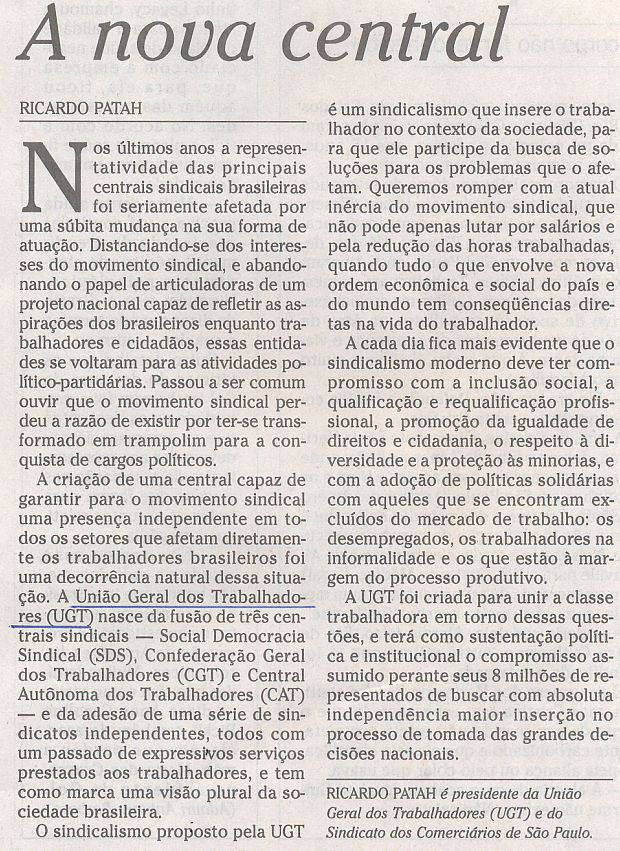 A nova central
RICARDO PATAH
Nos últimos anos a represen-
tatividade das principais
centrais sindicais brasileiras
foi seriamente afetada por
uma súbita mudança na sua forma de
atuação. Distanciando-se dos interes-
ses do movimento sindical, e abando-
nando o papel de articuladoras de um
projeto nacional capaz de refletir as as-
pirações dos brasileiros enquanto tra-
balhadores e cidadãos, essas entida-
des se voltaram para as atividades po-
lítico-partidárias. Passou a ser comum
ouvir que o movimento sindical per-
deu a razão de existir por ter-se trans-
formado em trampolim para a con-
quista de cargos políticos.
A criação de uma central capaz de
garantir para o movimento sindical
uma presença independente em to-
dos os setores que afetam diretamen-
te os trabalhadores brasileiros foi
uma decorrência natural dessa situa-
ção. A União Geral dos Trabalhado-
res (UGT) nasce da fusão de três cen-
trais sindicais — Social Democracia
Sindical (SDS), Confederação Geral
dos Trabalhadores (CGT) e Central
Autônoma dos Trabalhadores (CAT)
— e da adesão de uma série de sin-
dicatos independentes, todos com
um passado de expressivos serviços
prestados aos trabalhadores, e tem
como marca uma visão plural da so-
ciedade brasileira.
O sindicalismo proposto pela UGT
é um sindicalismo que insere o traba-
lhador no contexto da sociedade, pa-
ra que ele participe da busca de so-
luções para os problemas que o afe-
tam. Queremos romper com a atual
inércia do movimento sindical, que
não pode apenas lutar por salários e
pela redução das horas trabalhadas,
quando tudo o que envolve a nova
ordem econômica e social do país e
do mundo tem conseqüências dire-
tas na vida do trabalhador.
A cada dia fica mais evidente que o
sindicalismo moderno deve ter com-
promisso com a inclusão social, a
qualificação e requalificação profis-
sional, a promoção da igualdade de
direitos e cidadania, o respeito à di-
versidade e a proteção às minorias, e
com a adoção de políticas solidárias
com aqueles que se encontram ex-
cluídos do mercado de trabalho: os
desempregados, os trabalhadores na
informalidade e os que estão à mar-
gem do processo produtivo.
A UGT foi criada para unir a classe
trabalhadora em torno dessas ques-
tões, e terá como sustentação políti-
ca e institucional o compromisso as-
sumido perante seus 8 milhões de re-
presentados de buscar com absoluta
independência maior inserção no
processo de tomada das grandes de-
cisões nacionais.
RICARDO PATAH é presidente da União
Geral dos Trabalhadores (UGT) e do
Sindicato dos Comerciários de São Paulo.